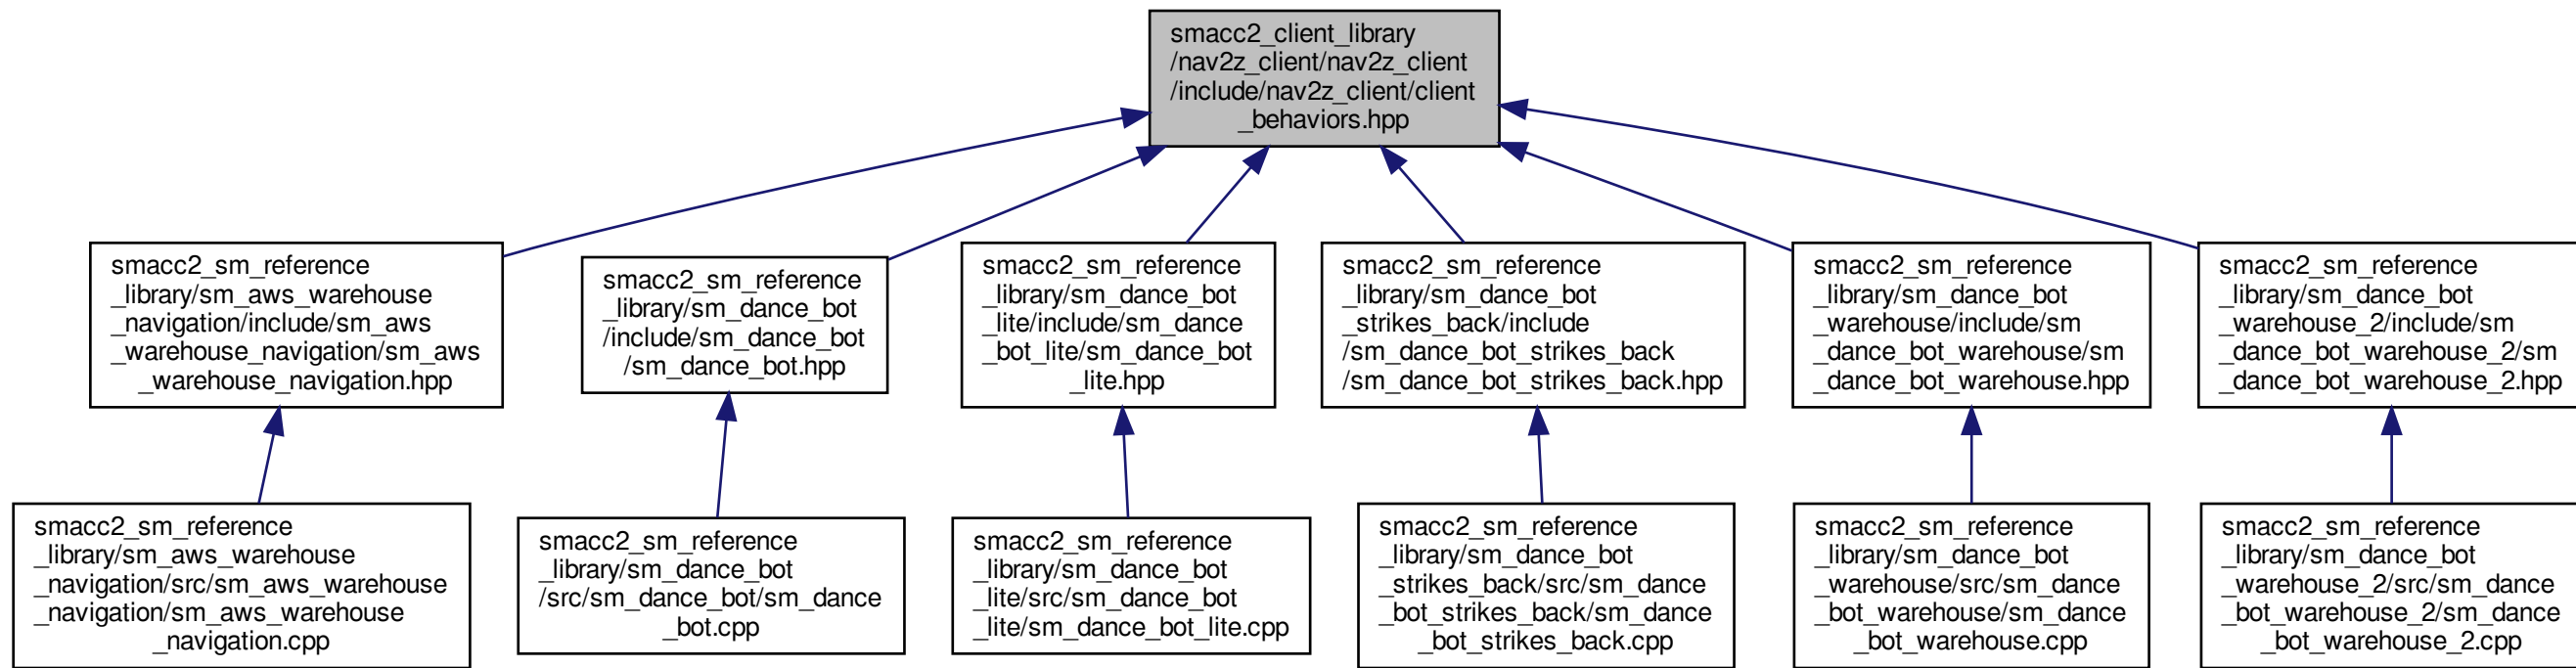 smacc2_client_library
/nav2z_client/nav2z_client
/include/nav2z_client/client
_behaviors.hpp
smacc2_sm_reference
_library/sm_aws_warehouse
_navigation/include/sm_aws
_warehouse_navigation/sm_aws
_warehouse_navigation.hpp
smacc2_sm_reference
_library/sm_dance_bot
/include/sm_dance_bot
/sm_dance_bot.hpp
smacc2_sm_reference
_library/sm_dance_bot
_lite/include/sm_dance
_bot_lite/sm_dance_bot
_lite.hpp
smacc2_sm_reference
_library/sm_dance_bot
_strikes_back/include
/sm_dance_bot_strikes_back
/sm_dance_bot_strikes_back.hpp
smacc2_sm_reference
_library/sm_dance_bot
_warehouse/include/sm
_dance_bot_warehouse/sm
_dance_bot_warehouse.hpp
smacc2_sm_reference
_library/sm_dance_bot
_warehouse_2/include/sm
_dance_bot_warehouse_2/sm
_dance_bot_warehouse_2.hpp
smacc2_sm_reference
_library/sm_aws_warehouse
_navigation/src/sm_aws_warehouse
_navigation/sm_aws_warehouse
_navigation.cpp
smacc2_sm_reference
_library/sm_dance_bot
/src/sm_dance_bot/sm_dance
_bot.cpp
smacc2_sm_reference
_library/sm_dance_bot
_lite/src/sm_dance_bot
_lite/sm_dance_bot_lite.cpp
smacc2_sm_reference
_library/sm_dance_bot
_strikes_back/src/sm_dance
_bot_strikes_back/sm_dance
_bot_strikes_back.cpp
smacc2_sm_reference
_library/sm_dance_bot
_warehouse/src/sm_dance
_bot_warehouse/sm_dance
_bot_warehouse.cpp
smacc2_sm_reference
_library/sm_dance_bot
_warehouse_2/src/sm_dance
_bot_warehouse_2/sm_dance
_bot_warehouse_2.cpp